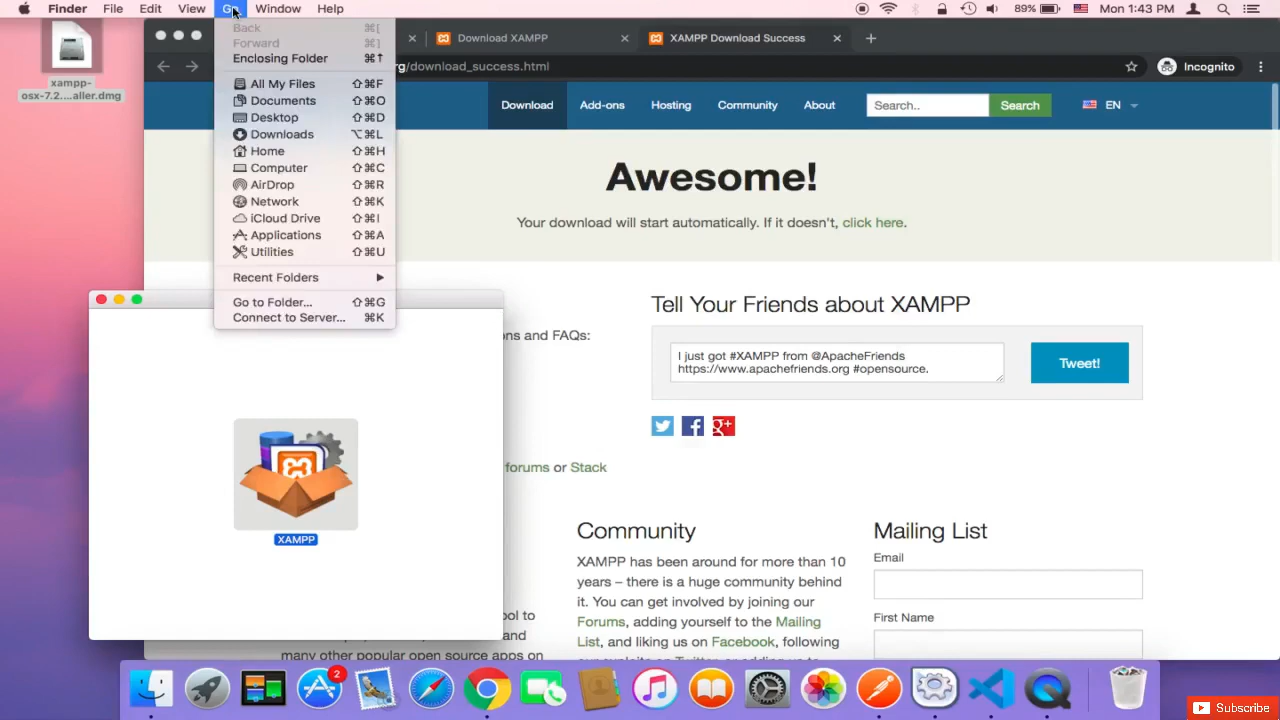 Finder File Edit View Go Window Help
89% Mon 1:43 PM
Back ⌘[
Forward ⌘]
Enclosing Folder ⌘↑
All My Files ⇧⌘F
Documents ⇧⌘O
Desktop ⇧⌘D
Downloads ⌥⌘L
Home ⇧⌘H
Computer ⇧⌘C
AirDrop ⇧⌘R
Network ⇧⌘K
iCloud Drive ⇧⌘I
Applications ⇧⌘A
Utilities ⇧⌘U
Recent Folders
Go to Folder... ⇧⌘G
Connect to Server... ⌘K
xampp-
osx-7.2....aller.dmg
Download XAMPP
XAMPP Download Success
rg/download_success.html
Incognito
Download Add-ons Hosting Community About Search.. Search EN
Awesome!
Your download will start automatically. If it doesn't, click here.
ons and FAQs:
Tell Your Friends about XAMPP
I just got #XAMPP from @ApacheFriends
https://www.apachefriends.org #opensource.
Tweet!
forums or Stack
XAMPP
Community
XAMPP has been around for more than 10
years – there is a huge community behind
it. You can get involved by joining our
Forums, adding yourself to the Mailing
List, and liking us on Facebook, following
Mailing List
Email
First Name
ool to
and
many other popular open source apps on
2
Subscribe